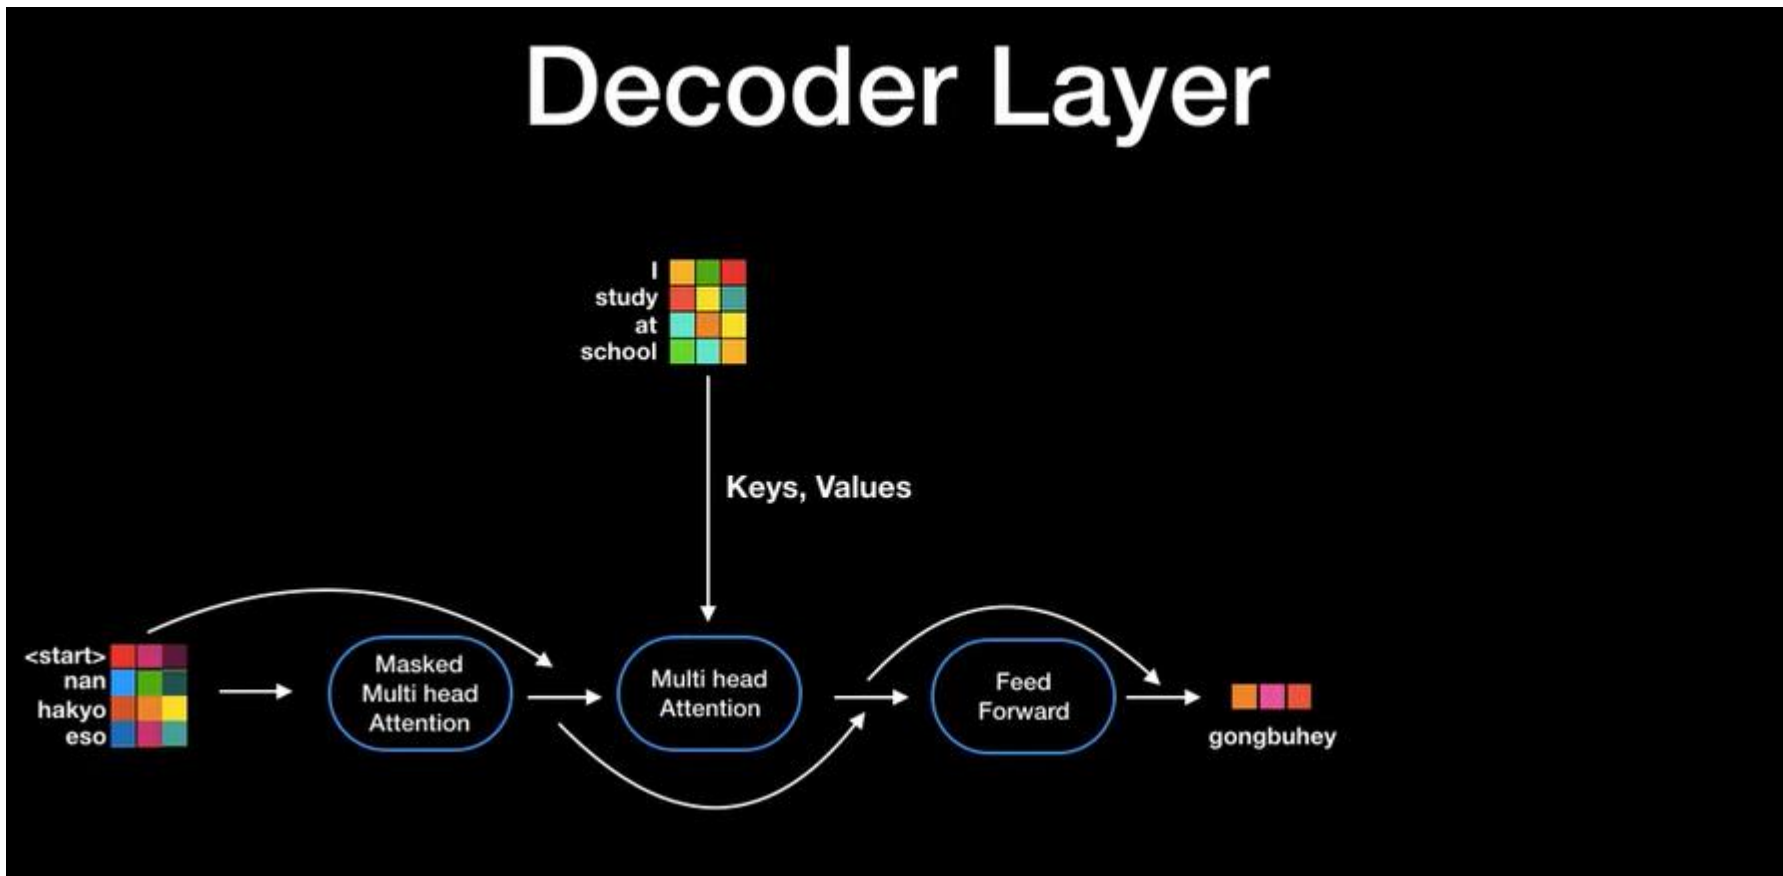 Decoder Layer
I
study
at
school
Keys, Values
<start>
nan
hakyo
eso
Masked
Multi head
Attention
Multi head
Attention
Feed
Forward
gongbuhey